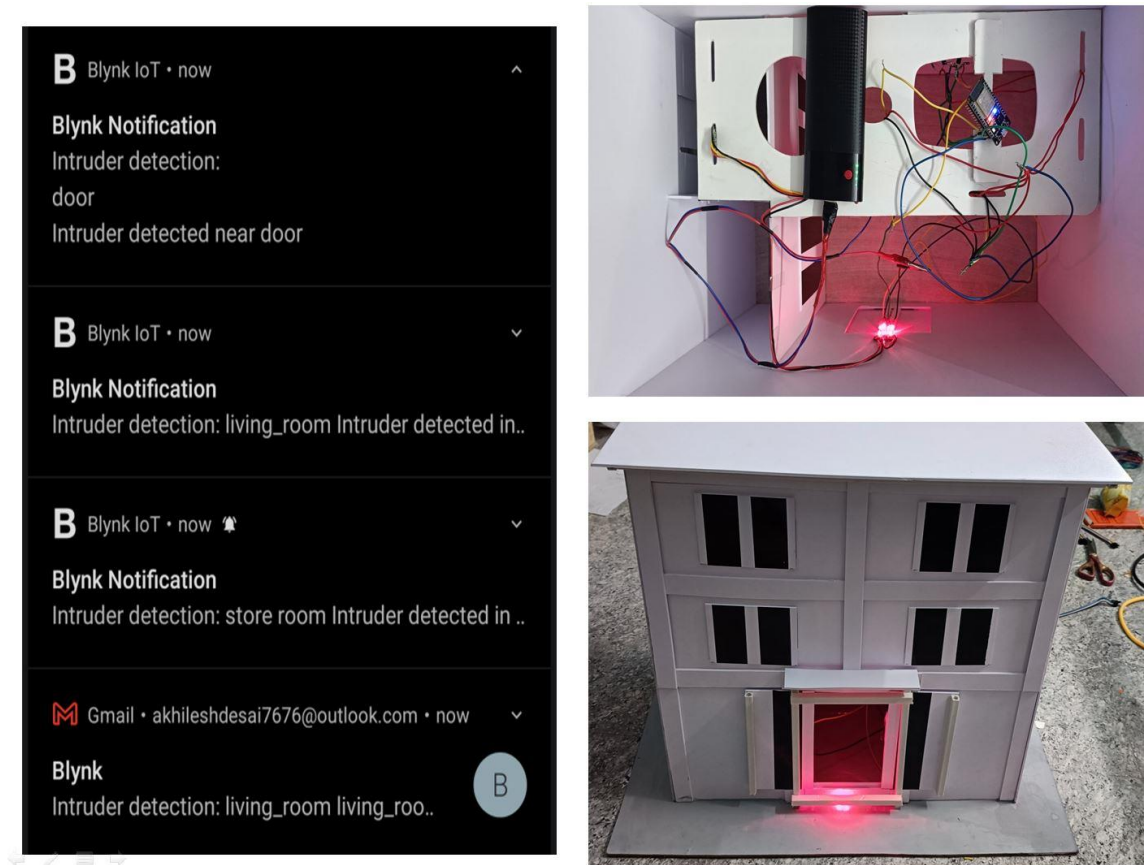 B Blynk IoT • now
Blynk Notification
Intruder detection:
door
Intruder detected near door
B Blynk IoT • now
Blynk Notification
Intruder detection: living_room Intruder detected in..
B Blynk IoT • now
Blynk Notification
Intruder detection: store room Intruder detected in ..
Gmail • akhileshdesai7676@outlook.com • now
Blynk
Intruder detection: living_room living_roo..
B